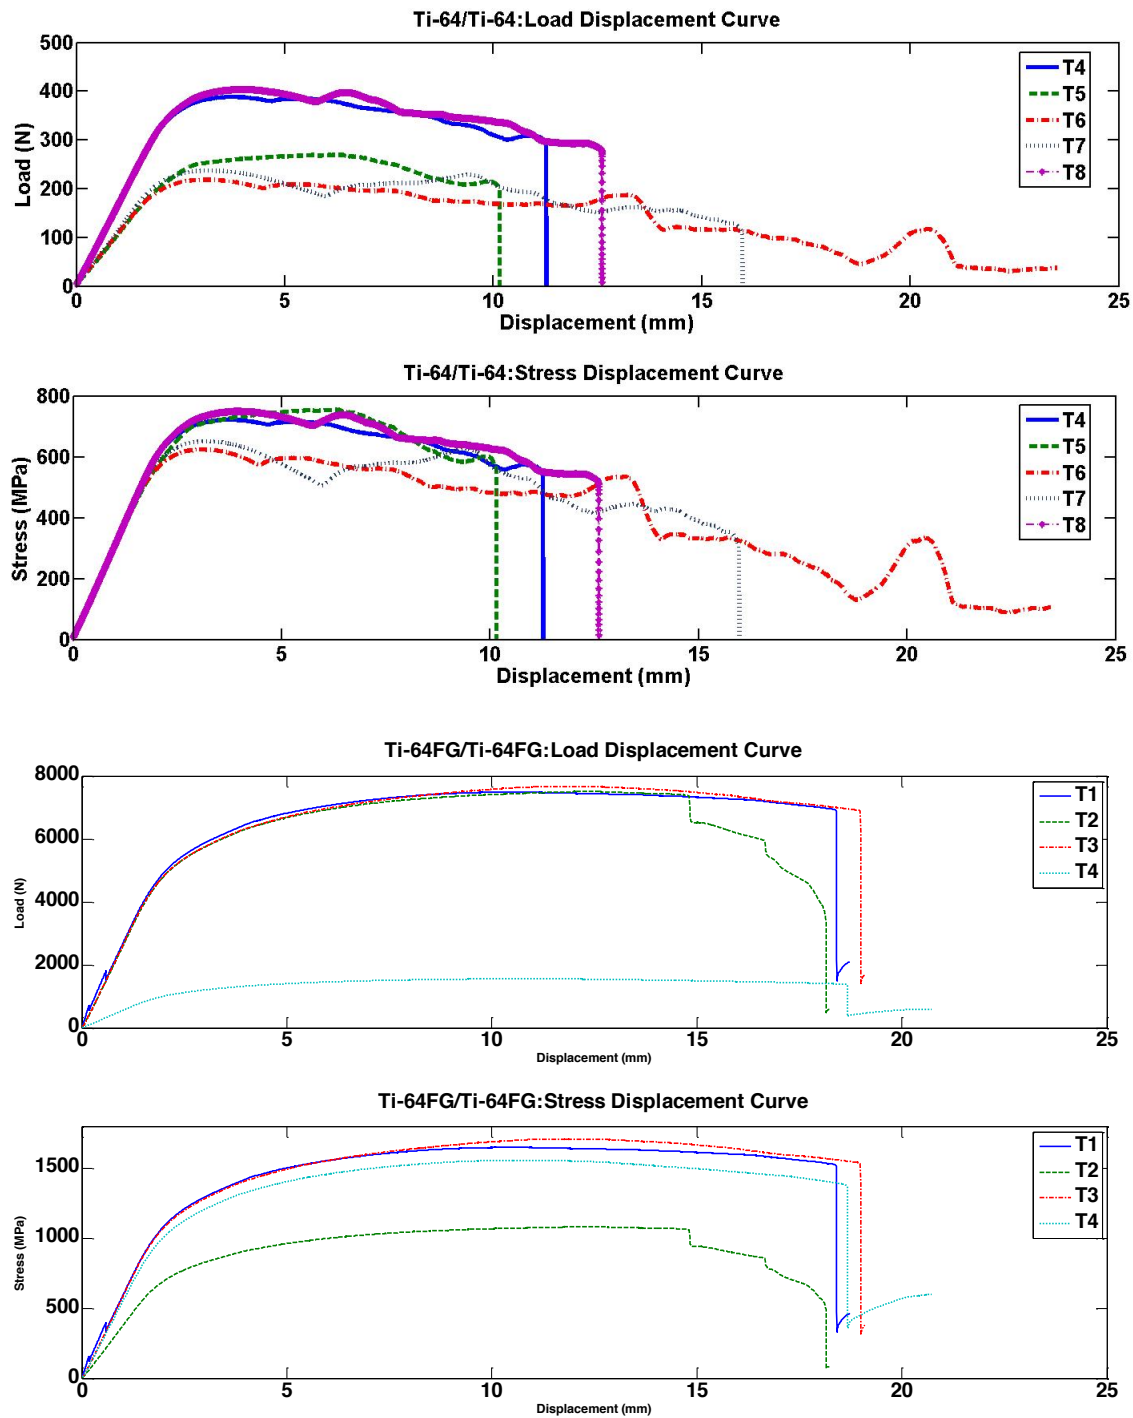 Ti-64/Ti-64:Load Displacement Curve
500
400
300
200
100
0
Load (N)
0 5 10 15 20 25
Displacement (mm)
T4
T5
T6
T7
T8
Ti-64/Ti-64:Stress Displacement Curve
800
600
400
200
0
Stress (MPa)
0 5 10 15 20 25
Displacement (mm)
T4
T5
T6
T7
T8
Ti-64FG/Ti-64FG:Load Displacement Curve
8000
6000
4000
2000
0
Load (N)
0 5 10 15 20 25
Displacement (mm)
T1
T2
T3
T4
Ti-64FG/Ti-64FG:Stress Displacement Curve
1500
1000
500
0
Stress (MPa)
0 5 10 15 20 25
Displacement (mm)
T1
T2
T3
T4